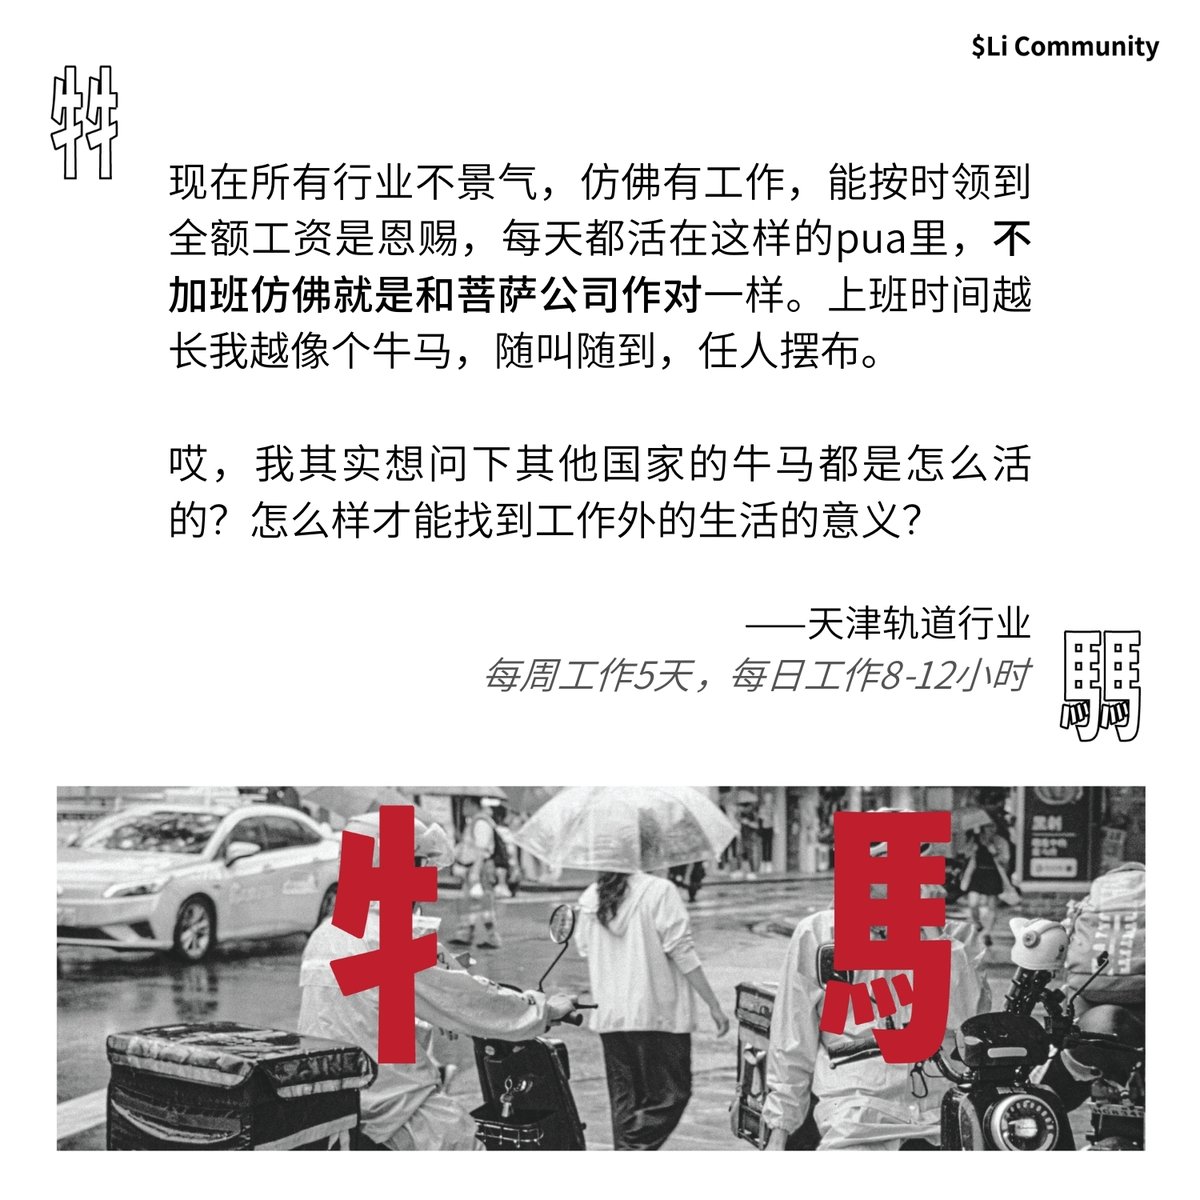 $Li Community
牜牜
现在所有行业不景气，仿佛有工作，能按时领到
全额工资是恩赐，每天都活在这样的pua里，不
加班仿佛就是和菩萨公司作对一样。上班时间越
长我越像个牛马，随叫随到，任人摆布。
哎，我其实想问下其他国家的牛马都是怎么活
的？怎么样才能找到工作外的生活的意义？
——天津轨道行业
每周工作5天，每日工作8-12小时
馬馬
牜 馬